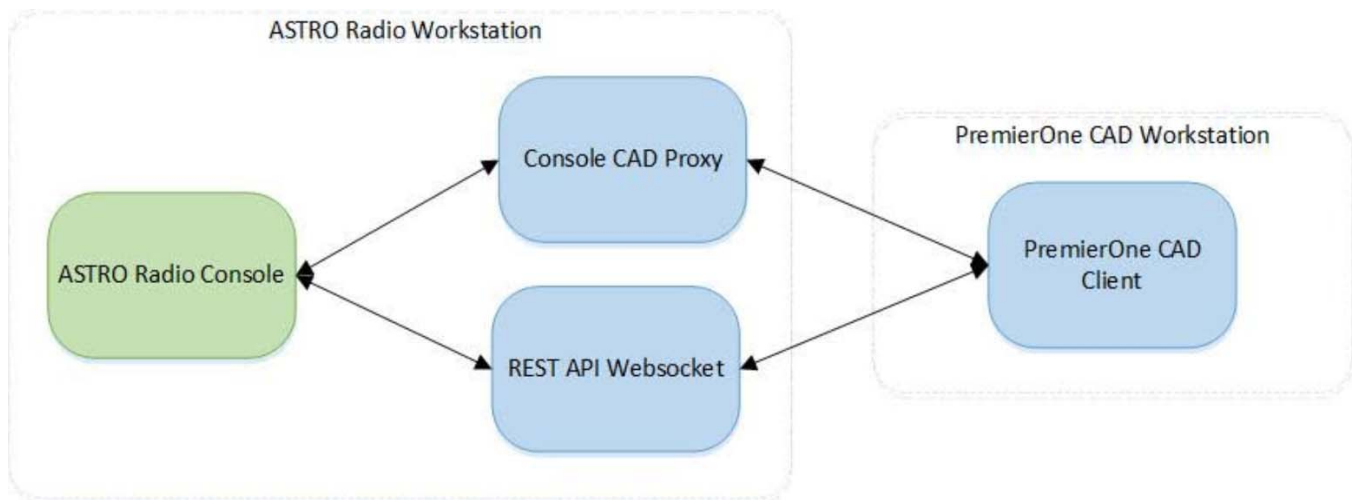 ASTRO Radio Workstation
Console CAD Proxy
PremierOne CAD Workstation
ASTRO Radio Console
PremierOne CAD
Client
REST API Websocket